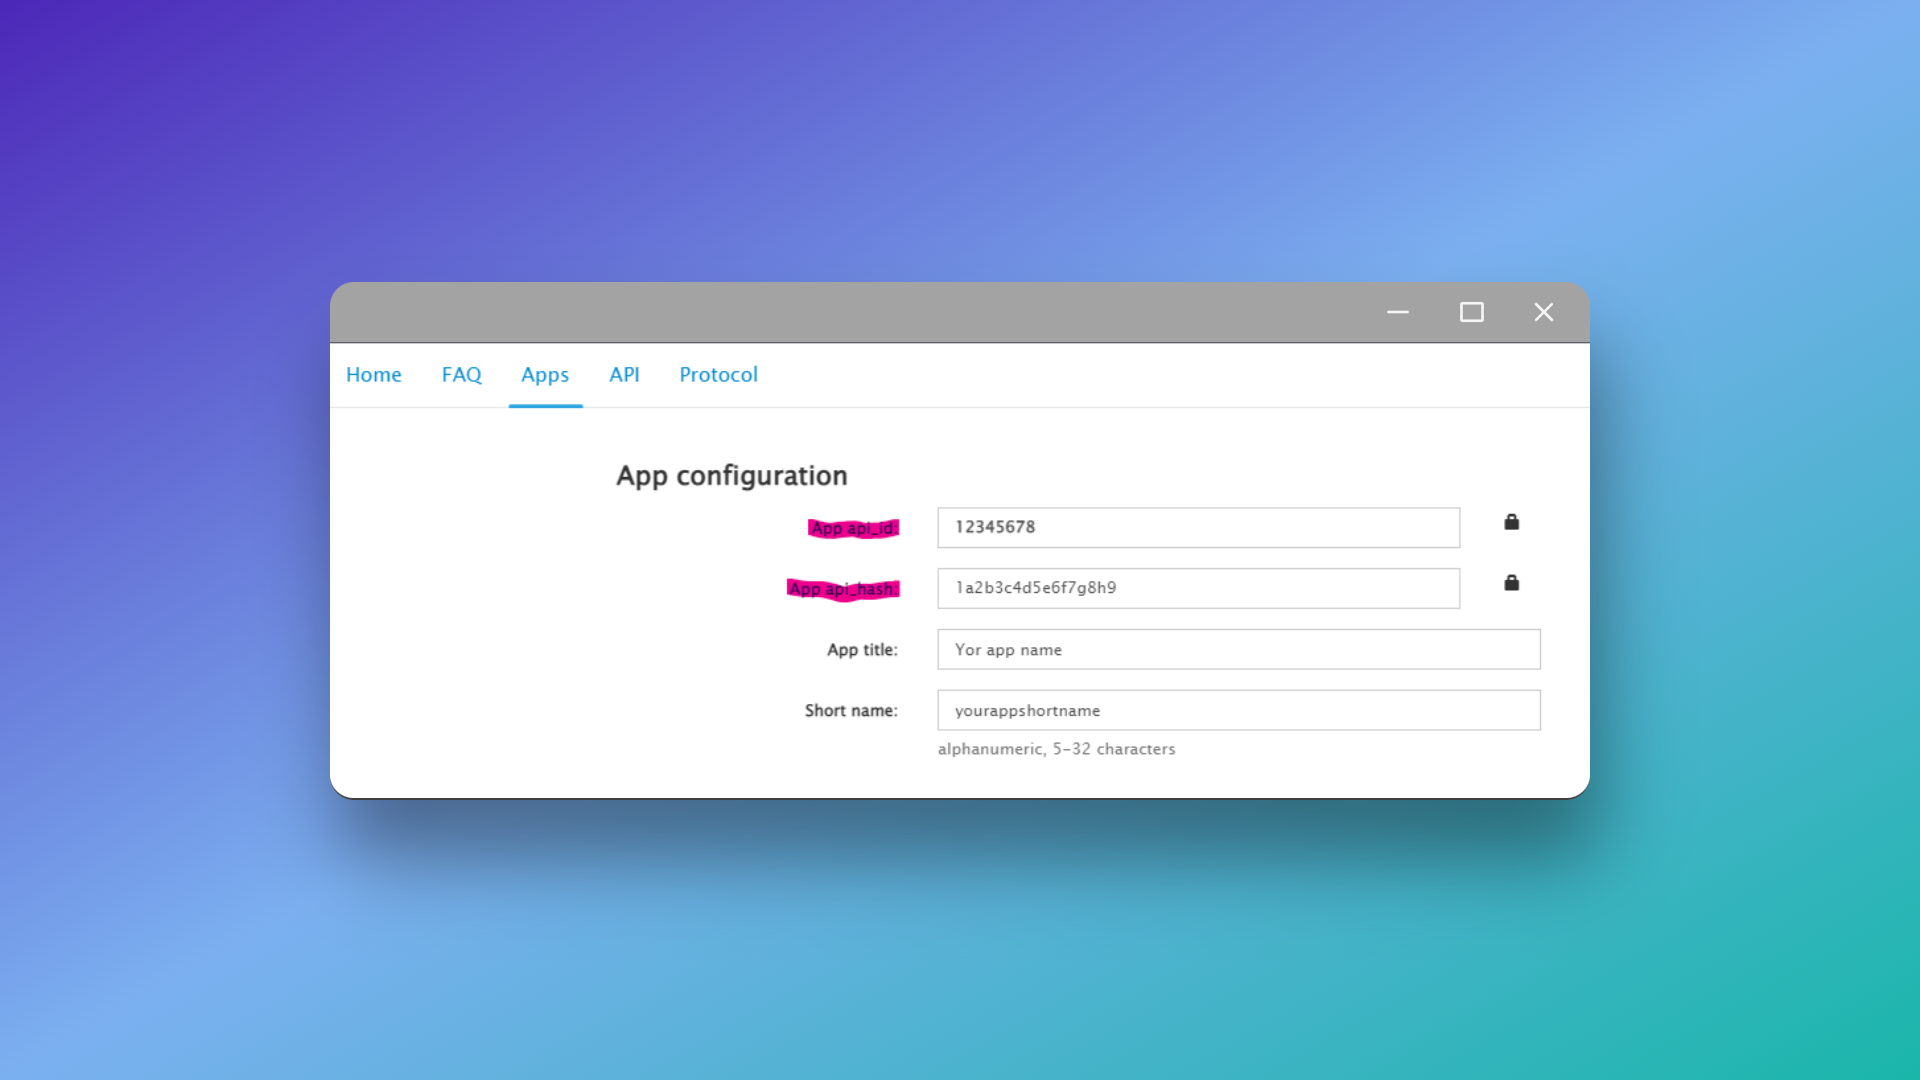 Home FAQ Apps API Protocol
App configuration
App api_id: 12345678
App api_hash: 1a2b3c4d5e6f7g8h9
App title: Yor app name
Short name: yourappshortname
alphanumeric, 5-32 characters